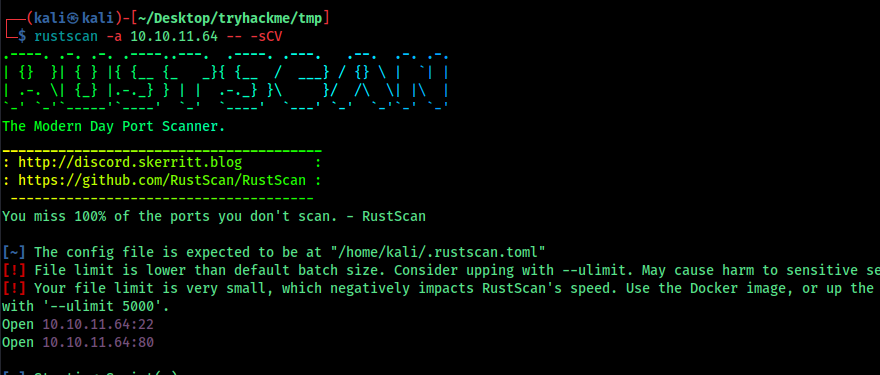 ┌──(kali㉿kali)-[~/Desktop/tryhackme/tmp]
└─$ rustscan -a 10.10.11.64 -- -sCV
.----. .-. .-. .----..---.  .----. .---.   .--.  .-. .-.
| {}  }| { } |{ {__ {_   _}{ {__  /  ___} / {} \ |  `| |
| .-. \| {_} |.-._} } | |  .-._} }\     }/  /\  \| |\  |
`-' `-'`-----'`----'  `-'  `----'  `---' `-'  `-'`-' `-'
The Modern Day Port Scanner.
________________________________________
: http://discord.skerritt.blog         :
: https://github.com/RustScan/RustScan :
 --------------------------------------
You miss 100% of the ports you don't scan. - RustScan
[~] The config file is expected to be at "/home/kali/.rustscan.toml"
[!] File limit is lower than default batch size. Consider upping with --ulimit. May cause harm to sensitive se
[!] Your file limit is very small, which negatively impacts RustScan's speed. Use the Docker image, or up the
with '--ulimit 5000'.
Open 10.10.11.64:22
Open 10.10.11.64:80